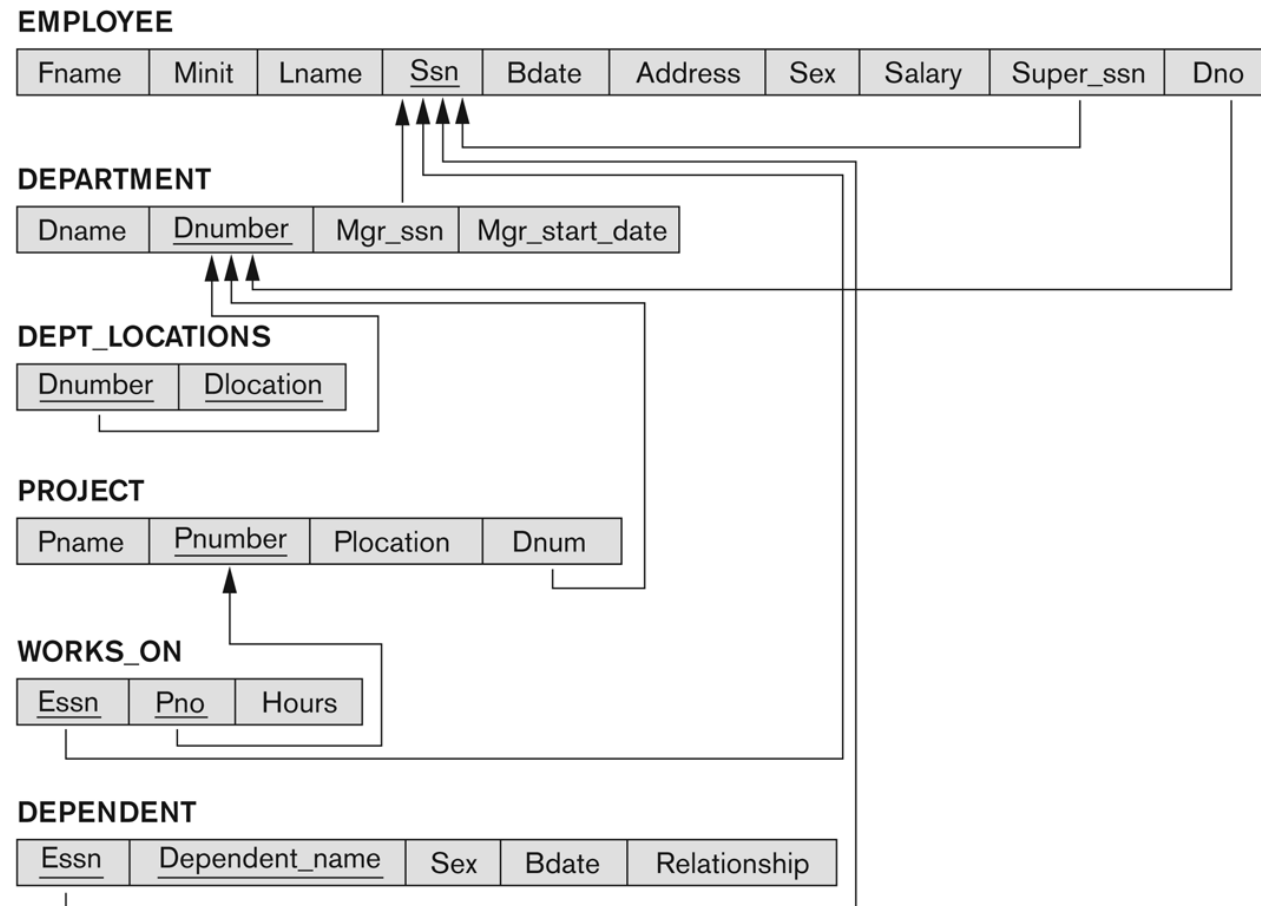 EMPLOYEE
Fname Minit Lname Ssn Bdate Address Sex Salary Super_ssn Dno
DEPARTMENT
Dname Dnumber Mgr_ssn Mgr_start_date
DEPT_LOCATIONS
Dnumber Dlocation
PROJECT
Pname Pnumber Plocation Dnum
WORKS_ON
Essn Pno Hours
DEPENDENT
Essn Dependent_name Sex Bdate Relationship